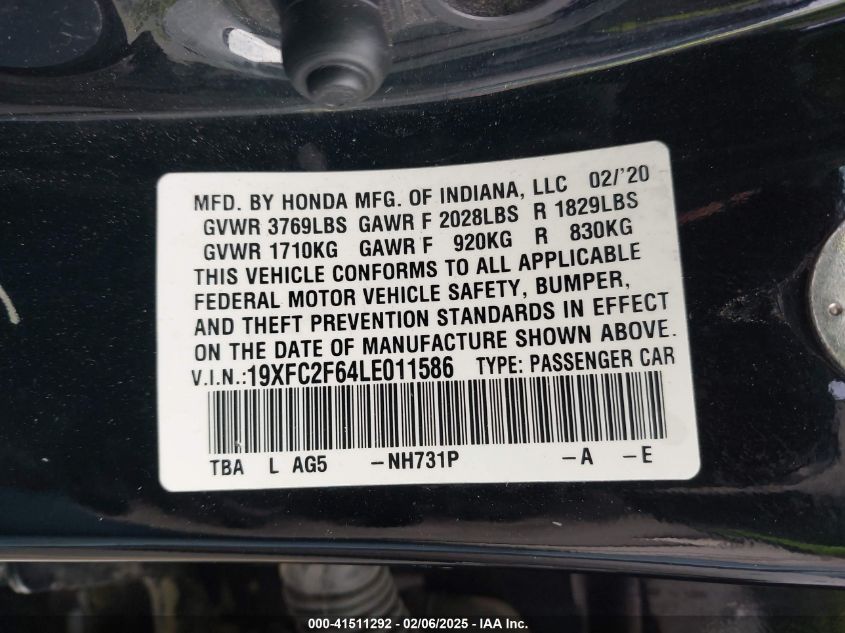 MFD. BY HONDA MFG. OF INDIANA, LLC 02/'20
GVWR 3769LBS GAWR F 2028LBS R 1829LBS
GVWR 1710KG GAWR F 920KG R 830KG
THIS VEHICLE CONFORMS TO ALL APPLICABLE
FEDERAL MOTOR VEHICLE SAFETY, BUMPER,
AND THEFT PREVENTION STANDARDS IN EFFECT
ON THE DATE OF MANUFACTURE SHOWN ABOVE.
V.I.N.:19XFC2F64LE011586 TYPE: PASSENGER CAR
TBA L AG5 -NH731P -A -E
000-41511292 - 02/06/2025 - IAA Inc.